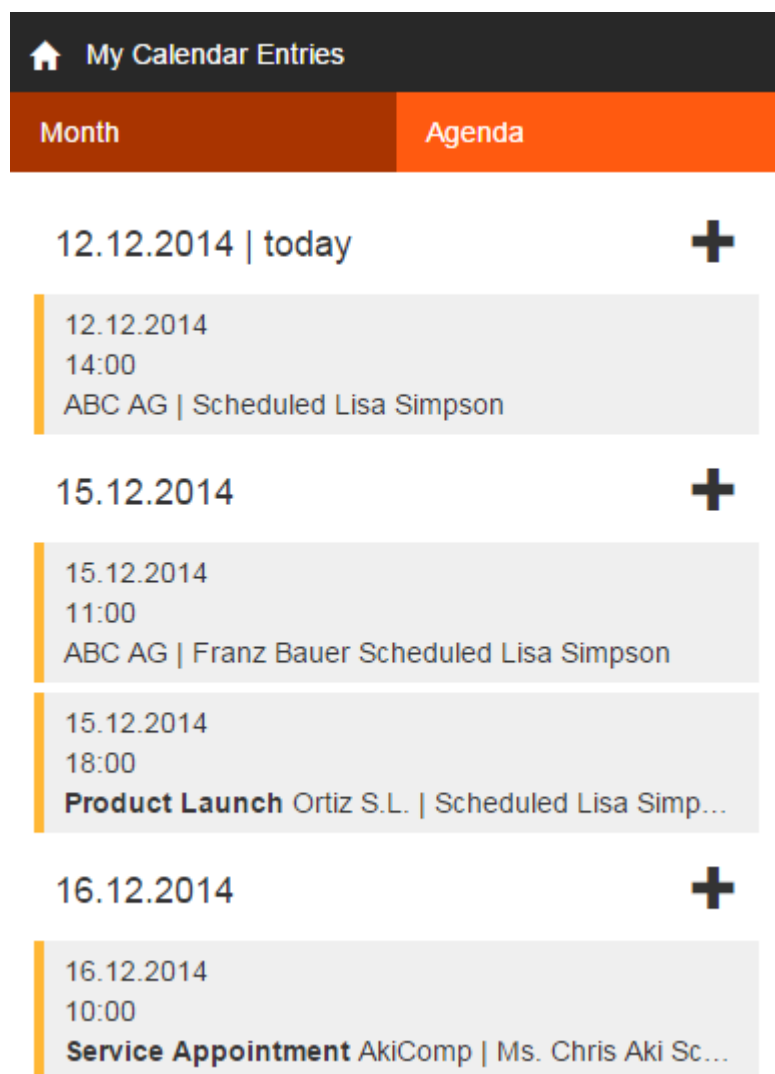 My Calendar Entries
Month Agenda
12.12.2014 | today
12.12.2014
14:00
ABC AG | Scheduled Lisa Simpson
15.12.2014
15.12.2014
11:00
ABC AG | Franz Bauer Scheduled Lisa Simpson
15.12.2014
18:00
Product Launch Ortiz S.L. | Scheduled Lisa Simp...
16.12.2014
16.12.2014
10:00
Service Appointment AkiComp | Ms. Chris Aki Sc...